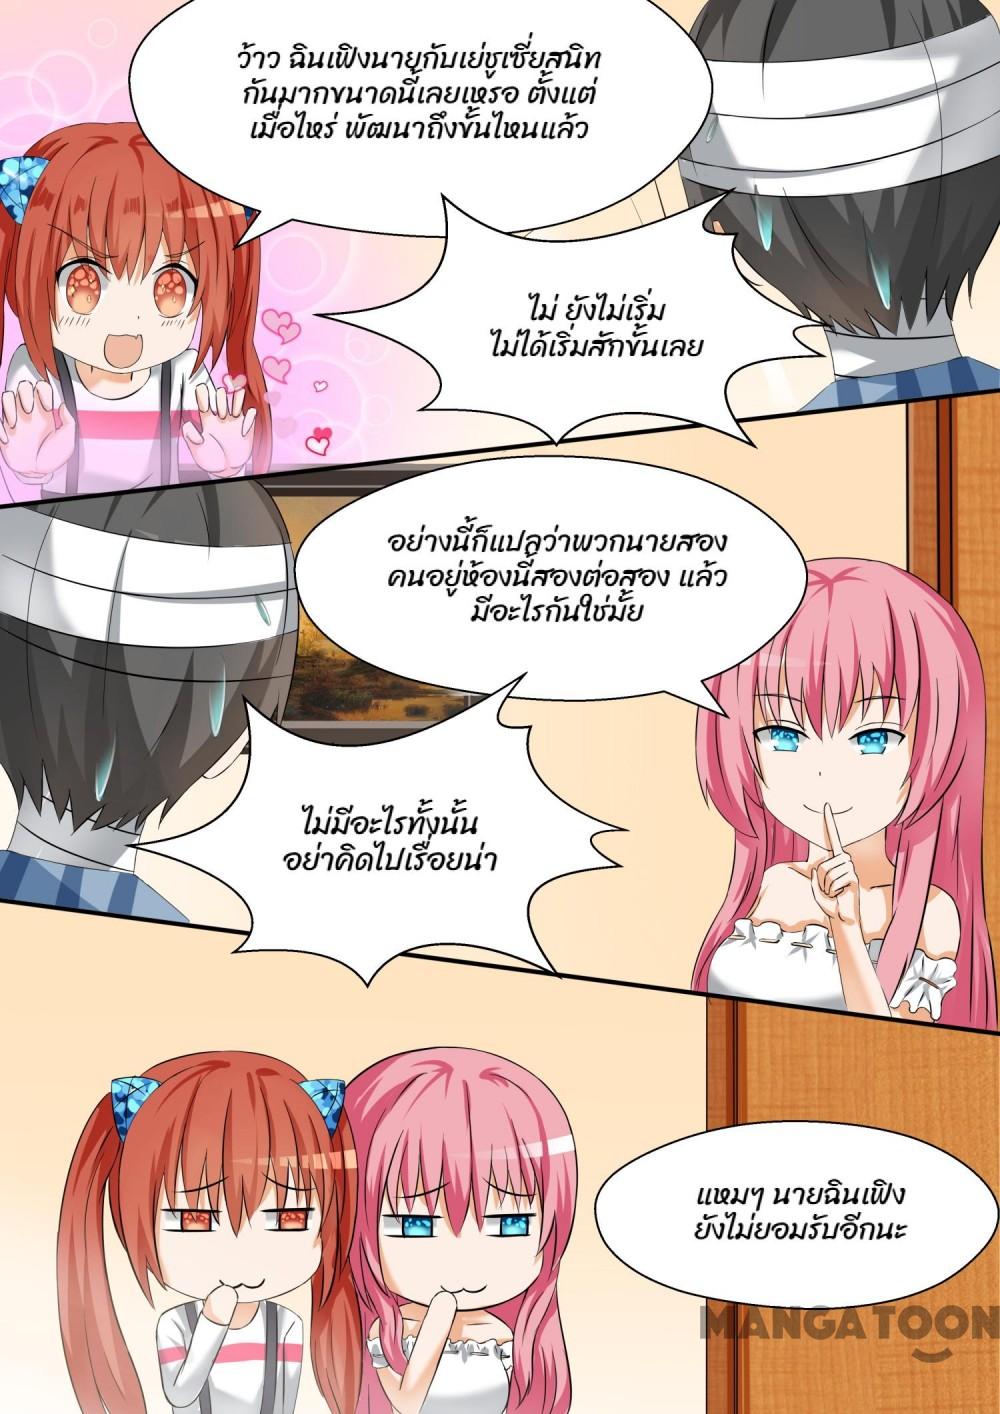 ว้าว ฉินเฟิงนายกับเย่ชูเซี่ยสนิท
กันมากขนาดนี้เลยเหรอ ตั้งแต่
เมื่อไหร่ พัฒนาถึงขั้นไหนแล้ว
ไม่ ยังไม่เริ่ม
ไม่ได้เริ่มสักขั้นเลย
อย่างนี้ก็แปลว่าพวกนายสอง
คนอยู่ห้องนี้สองต่อสอง แล้ว
มีอะไรกันใช่มั้ย
ไม่มีอะไรทั้งนั้น
อย่าคิดไปเรื่อยน่า
แหมๆ นายฉินเฟิง
ยังไม่ยอมรับอีกนะ
MANGATOON